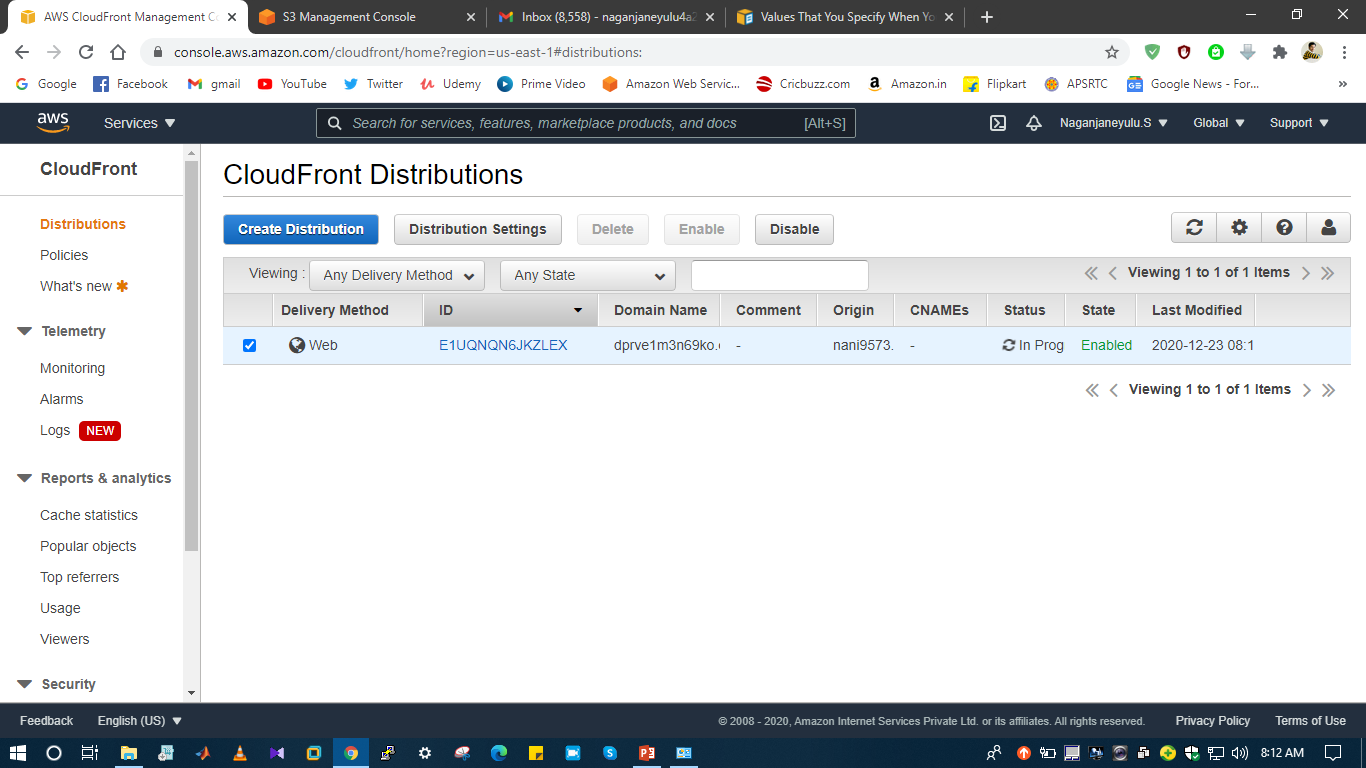 AWS CloudFront Management Co
S3 Management Console
Inbox (8,558) - naganjaneyulu4a2
Values That You Specify When Yo
console.aws.amazon.com/cloudfront/home?region=us-east-1#distributions:
Google Facebook gmail YouTube Twitter Udemy Prime Video Amazon Web Servic... Cricbuzz.com Amazon.in Flipkart APSRTC Google News - For...
aws Services Search for services, features, marketplace products, and docs [Alt+S] Naganjaneyulu.S Global Support
CloudFront
Distributions
Policies
What's new
Telemetry
Monitoring
Alarms
Logs NEW
Reports & analytics
Cache statistics
Popular objects
Top referrers
Usage
Viewers
Security
CloudFront Distributions
Create Distribution Distribution Settings Delete Enable Disable
Viewing : Any Delivery Method Any State Viewing 1 to 1 of 1 Items
Delivery Method ID Domain Name Comment Origin CNAMEs Status State Last Modified
Web E1UQNQN6JKZLEX dprve1m3n69ko. - nani9573. - In Prog Enabled 2020-12-23 08:1
Viewing 1 to 1 of 1 Items
Feedback English (US) © 2008 - 2020, Amazon Internet Services Private Ltd. or its affiliates. All rights reserved. Privacy Policy Terms of Use
8:12 AM